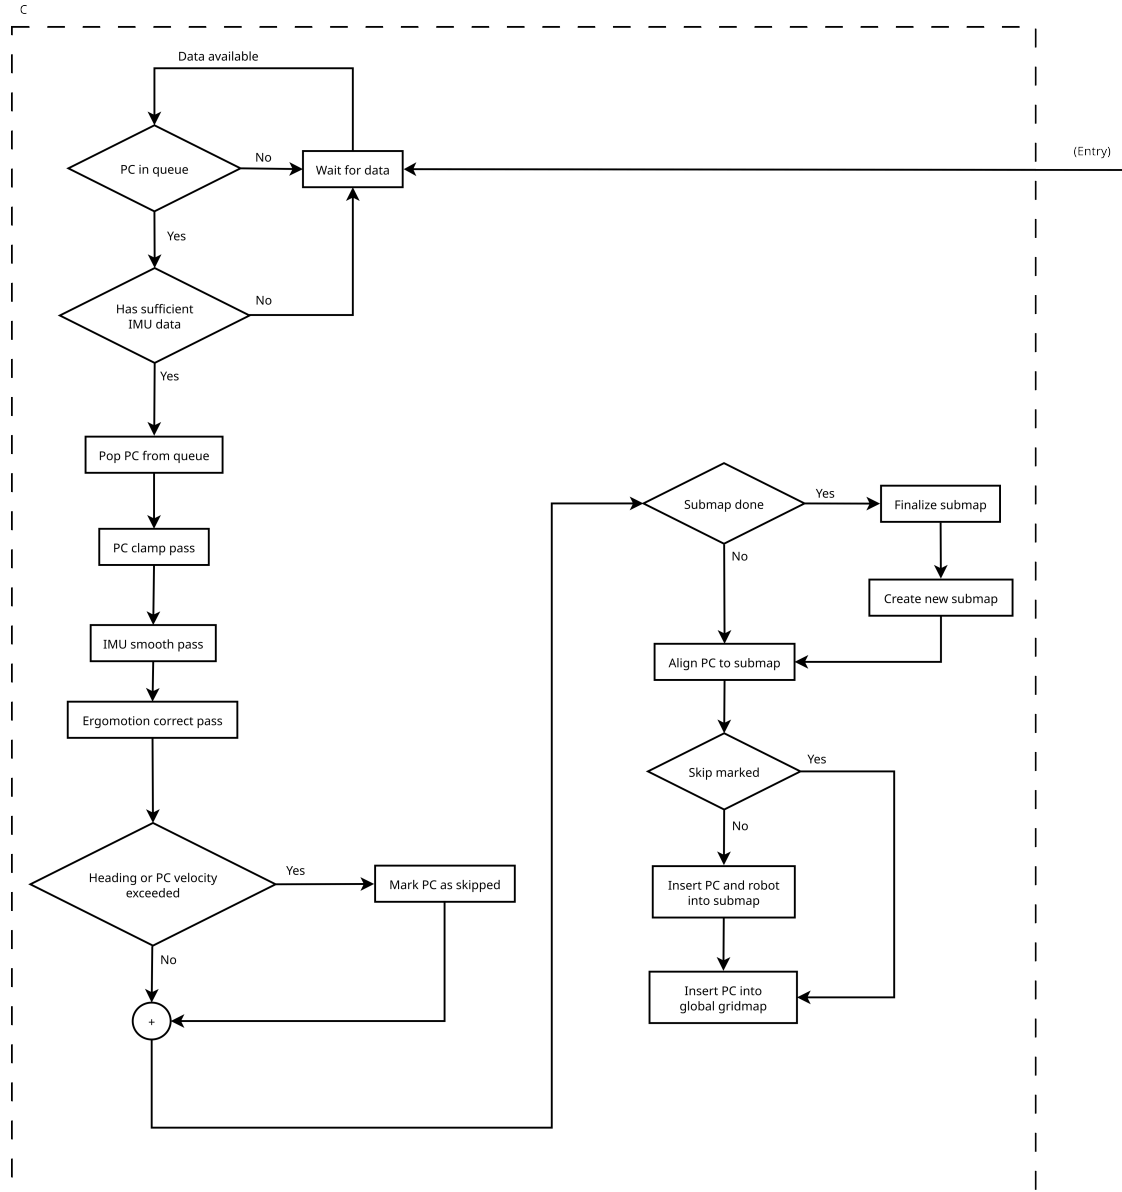 C
Data available
(Entry)
PC in queue
No
Wait for data
Yes
Has sufficient
IMU data
No
Yes
Pop PC from queue
PC clamp pass
IMU smooth pass
Ergomotion correct pass
Heading or PC velocity
exceeded
Yes
Mark PC as skipped
No
+
Submap done
Yes
Finalize submap
No
Create new submap
Align PC to submap
Skip marked
Yes
No
Insert PC and robot
into submap
Insert PC into
global gridmap